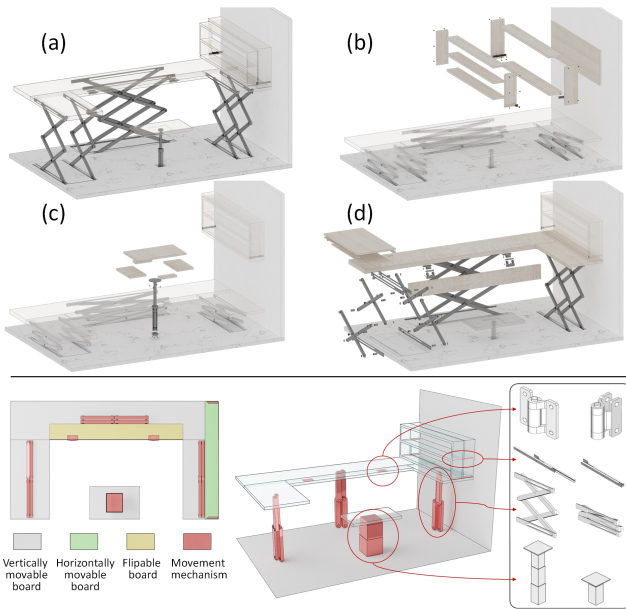 (a)
(b)
(c)
(d)
Vertically
movable
board
Horizontally
movable
board
Flipable
board
Movement
mechanism